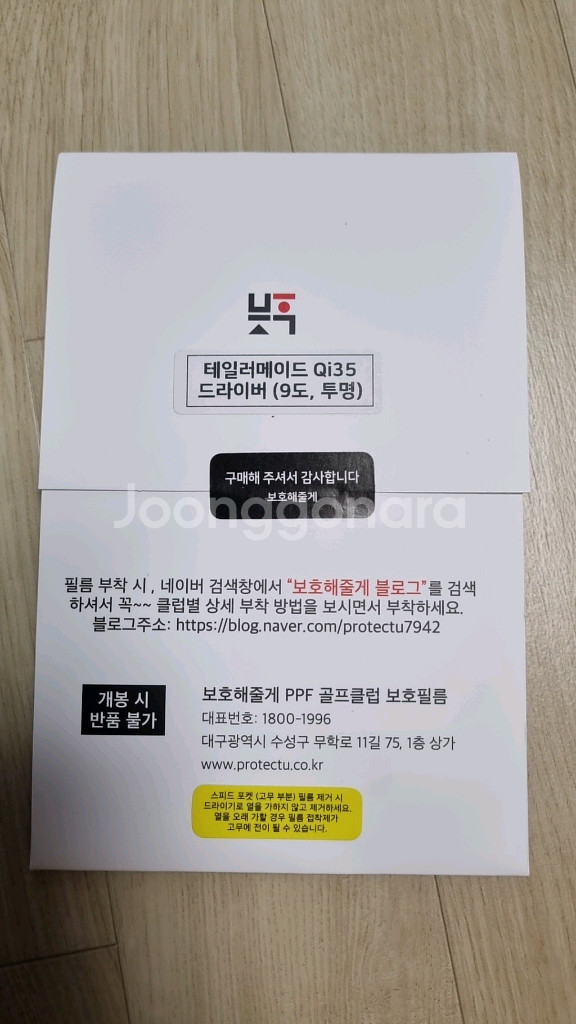 테일러메이드 Qi35
드라이버 (9도, 투명)
구매해 주셔서 감사합니다
보호해줄게
Joonggonara
필름 부착 시, 네이버 검색창에서 “보호해줄게 블로그”를 검색
하셔서 꼭~~ 클럽별 상세 부착 방법을 보시면서 부착하세요.
블로그주소: https://blog.naver.com/protectu7942
개봉 시
반품 불가
보호해줄게 PPF 골프클럽 보호필름
대표번호: 1800-1996
대구광역시 수성구 무학로 11길 75, 1층 상가
www.protectu.co.kr
스피드 포켓 (고무 부분) 필름 제거 시
드라이기로 열을 가하지 않고 제거하세요.
열을 오래 가할 경우 필름 접착제가
고무에 전이 될 수 있습니다.